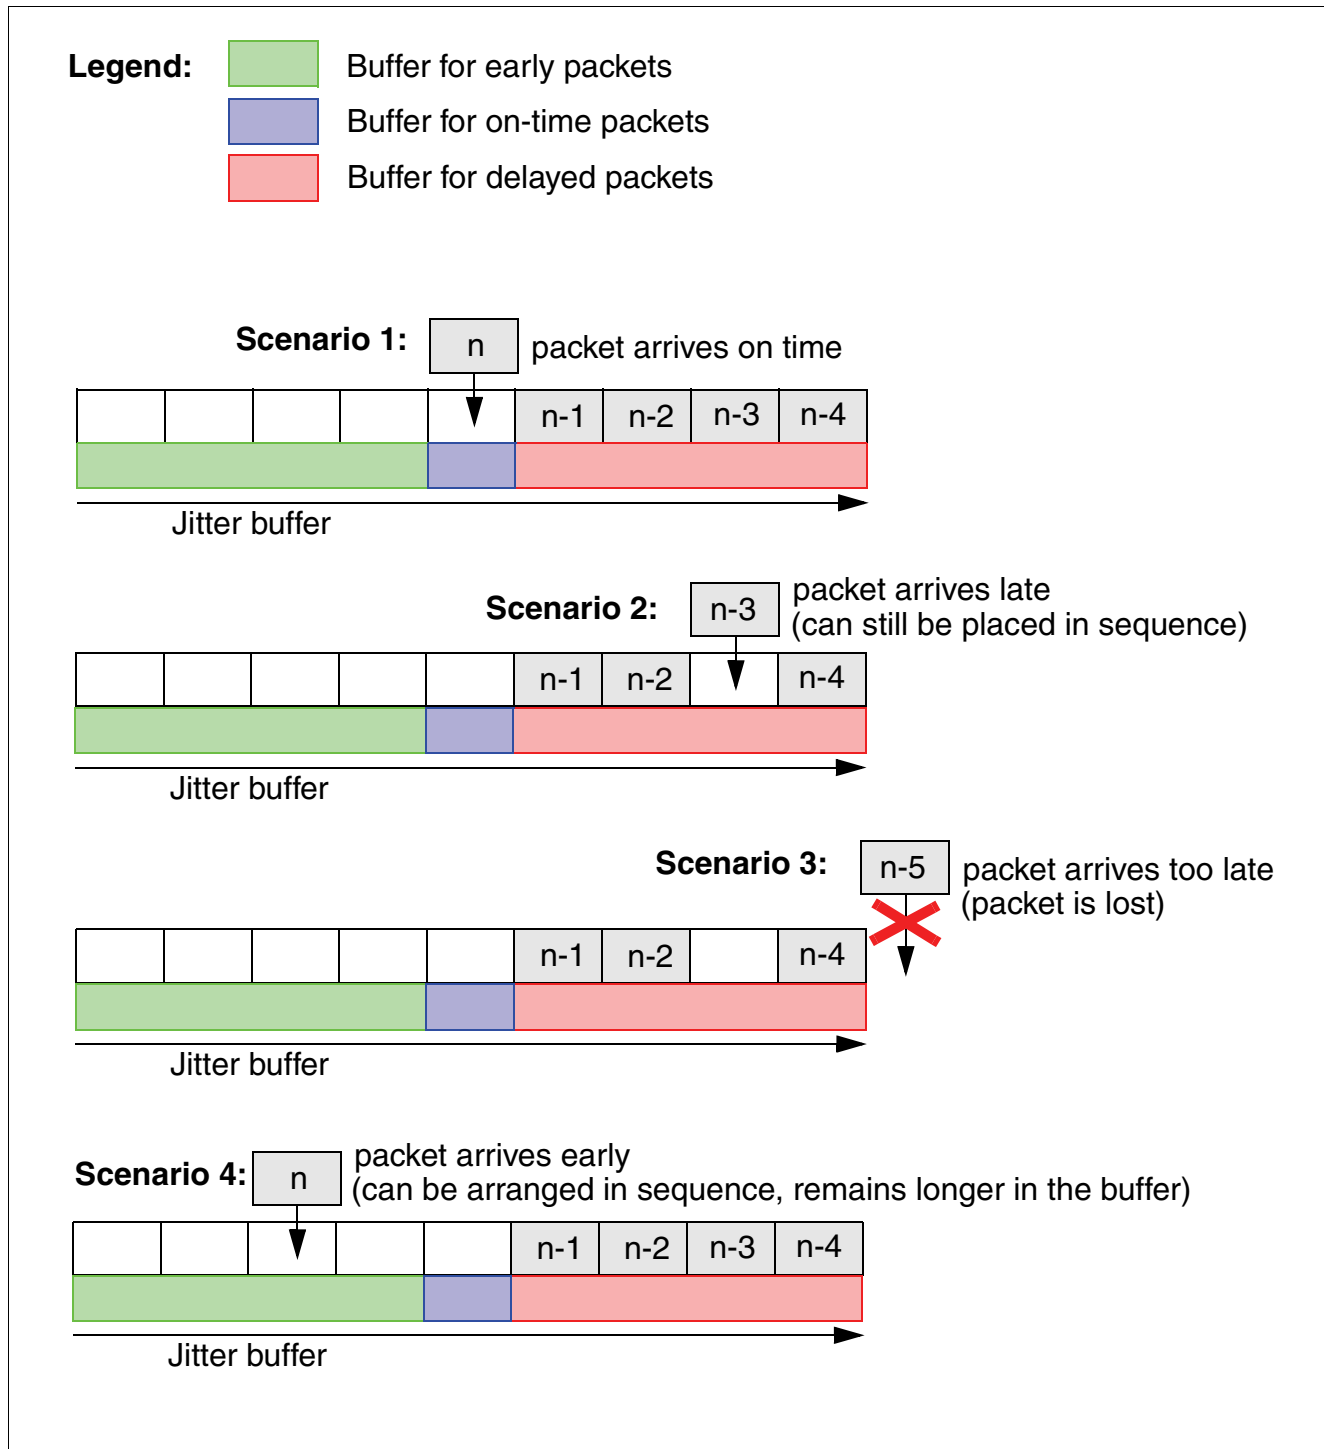 Legend:
Buffer for early packets
Buffer for on-time packets
Buffer for delayed packets
Scenario 1: n packet arrives on time
n-1 n-2 n-3 n-4
Jitter buffer
Scenario 2: n-3 packet arrives late
(can still be placed in sequence)
n-1 n-2 n-4
Jitter buffer
Scenario 3: n-5 packet arrives too late
(packet is lost)
n-1 n-2 n-4
Jitter buffer
Scenario 4: n packet arrives early
(can be arranged in sequence, remains longer in the buffer)
n-1 n-2 n-3 n-4
Jitter buffer